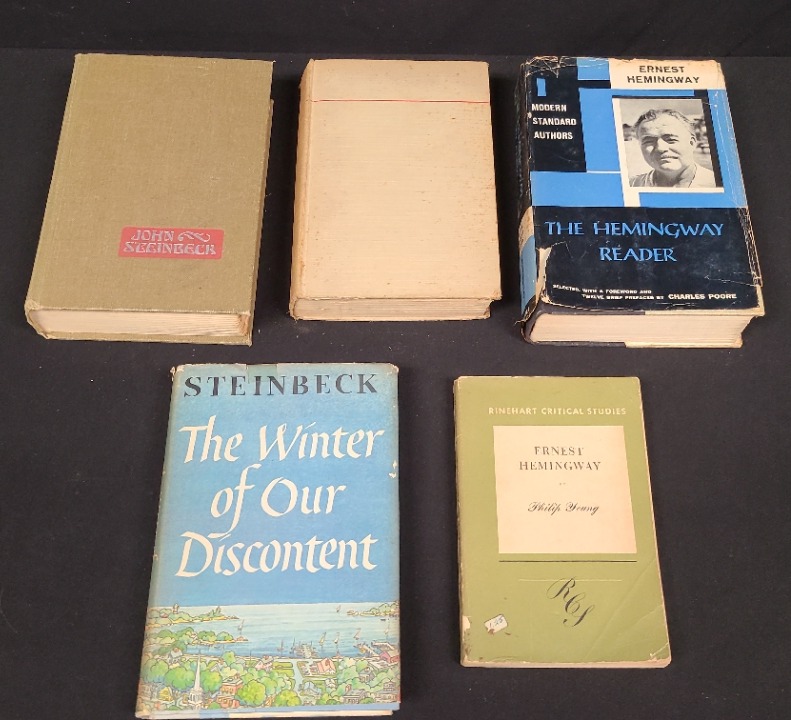 JOHN
STEINBECK
ERNEST
HEMINGWAY
MODERN
STANDARD
AUTHORS
THE HEMINGWAY
READER
SELECTED, WITH A FOREWORD AND
TWELVE BRIEF PREFACES BY CHARLES POORE
STEINBECK
The Winter
of Our
Discontent
RINEHART CRITICAL STUDIES
ERNEST
HEMINGWAY
Philip Young
RCS